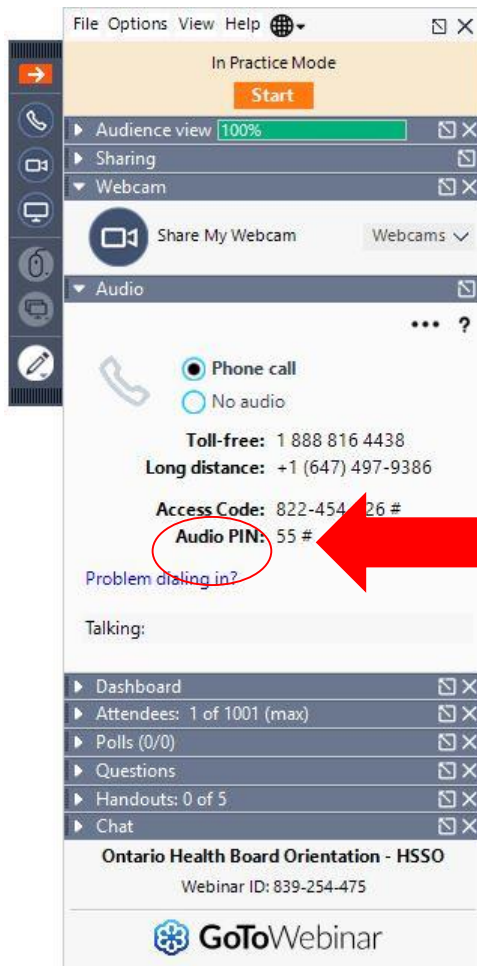 File Options View Help
In Practice Mode
Start
Audience view 100%
Sharing
Webcam
Share My Webcam Webcams
Audio
... ?
Phone call
No audio
Toll-free: 1 888 816 4438
Long distance: +1 (647) 497-9386
Access Code: 822-454- 26 #
Audio PIN: 55 #
Problem dialing in?
Talking:
Dashboard
Attendees: 1 of 1001 (max)
Polls (0/0)
Questions
Handouts: 0 of 5
Chat
Ontario Health Board Orientation - HSSO
Webinar ID: 839-254-475
GoToWebinar